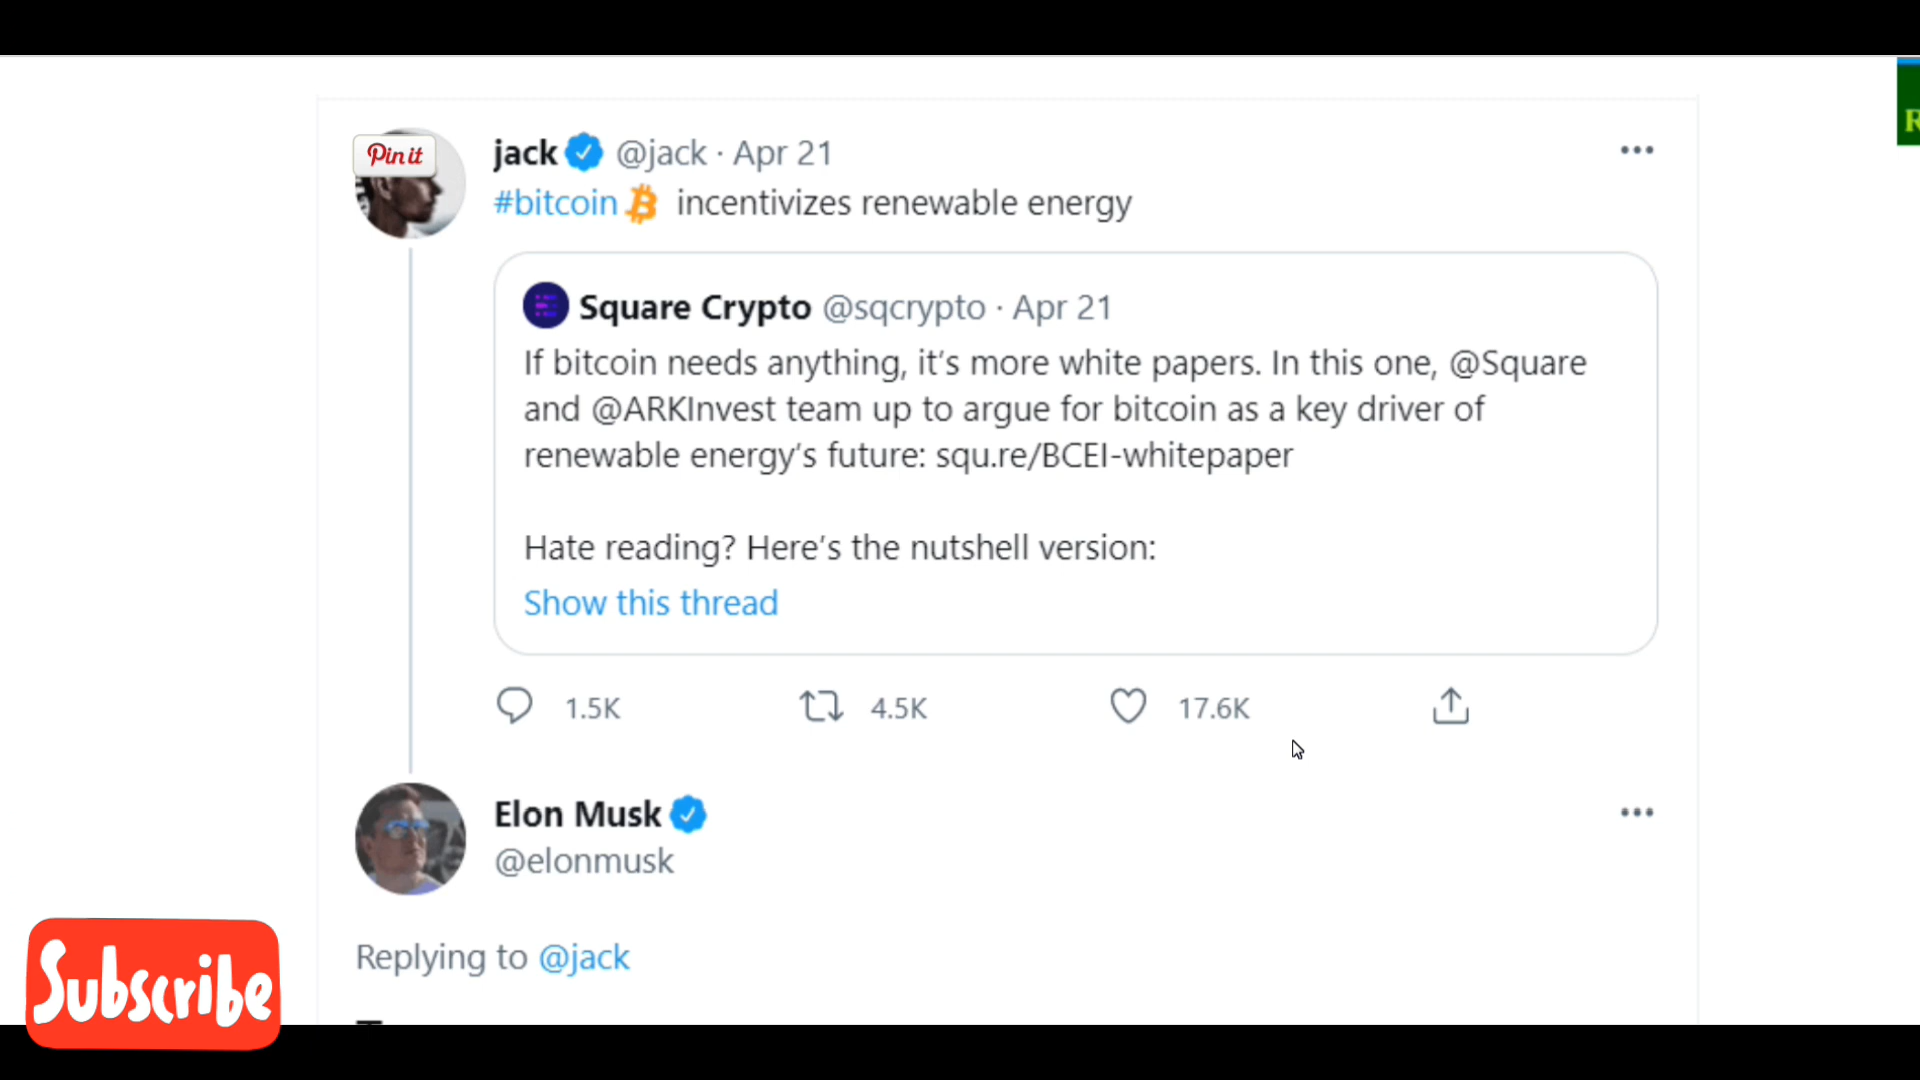 jack @jack · Apr 21
Pin it
#bitcoin incentivizes renewable energy
Square Crypto @sqcrypto · Apr 21
If bitcoin needs anything, it's more white papers. In this one, @Square
and @ARKInvest team up to argue for bitcoin as a key driver of
renewable energy's future: squ.re/BCEI-whitepaper
Hate reading? Here's the nutshell version:
Show this thread
1.5K 4.5K 17.6K
Elon Musk
@elonmusk
Replying to @jack
Subscribe